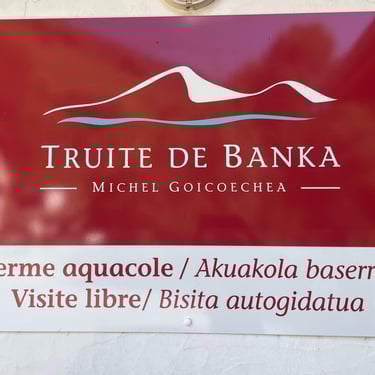 TRUITE DE BANKA
MICHEL GOICOECHEA
erme aquacole / Akuakola baserr
Visite libre/ Bisita autogidatua